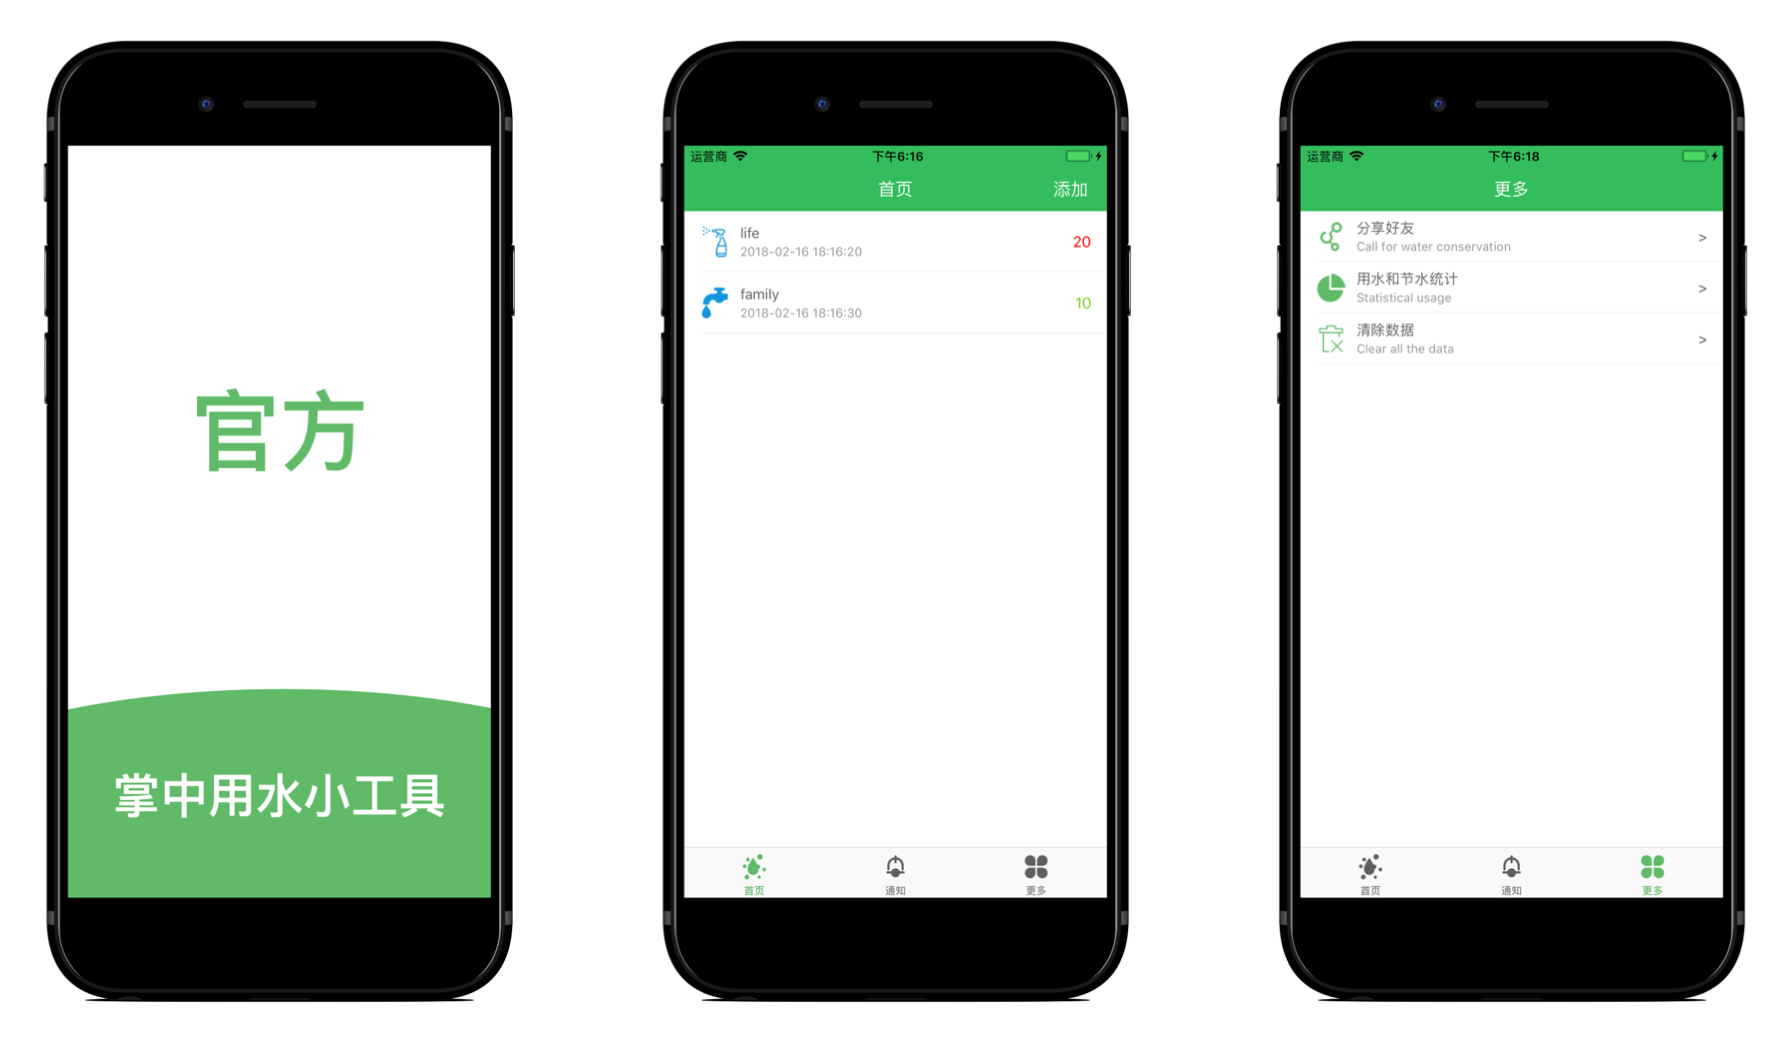 官方
掌中用水小工具
运营商 下午6:16
首页 添加
life
2018-02-16 18:16:20
20
family
2018-02-16 18:16:30
10
首页 通知 更多
运营商 下午6:18
更多
分享好友
Call for water conservation
>
用水和节水统计
Statistical usage
>
清除数据
Clear all the data
>
首页 通知 更多